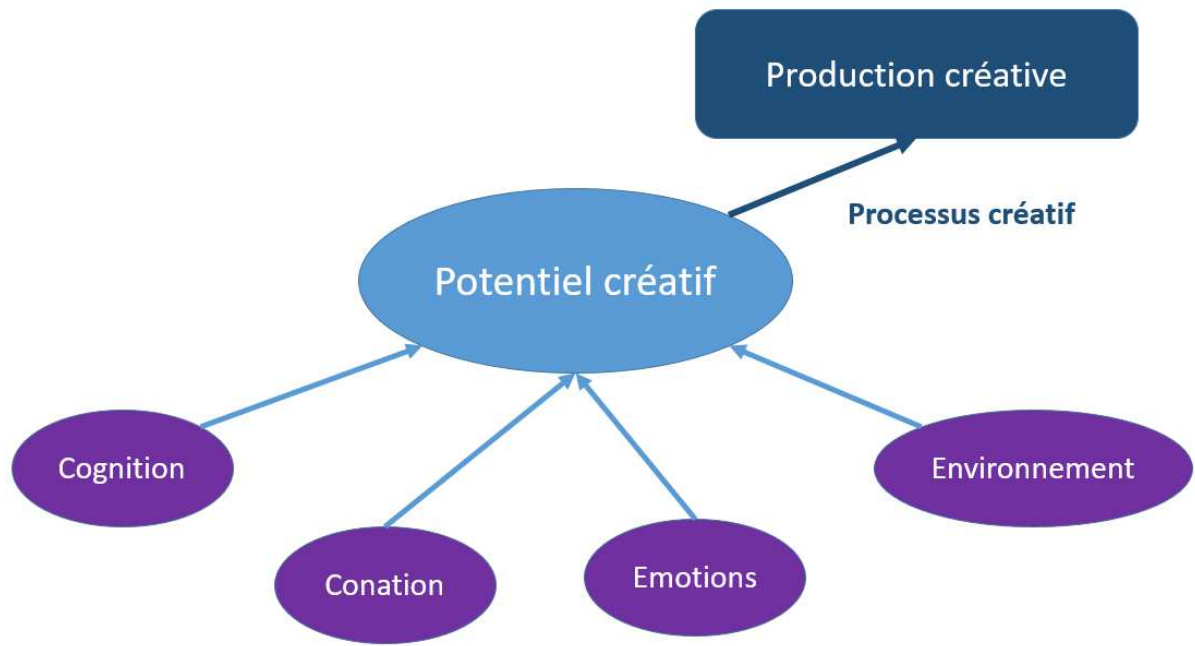 Production créative
Processus créatif
Potentiel créatif
Cognition
Environnement
Conation
Emotions